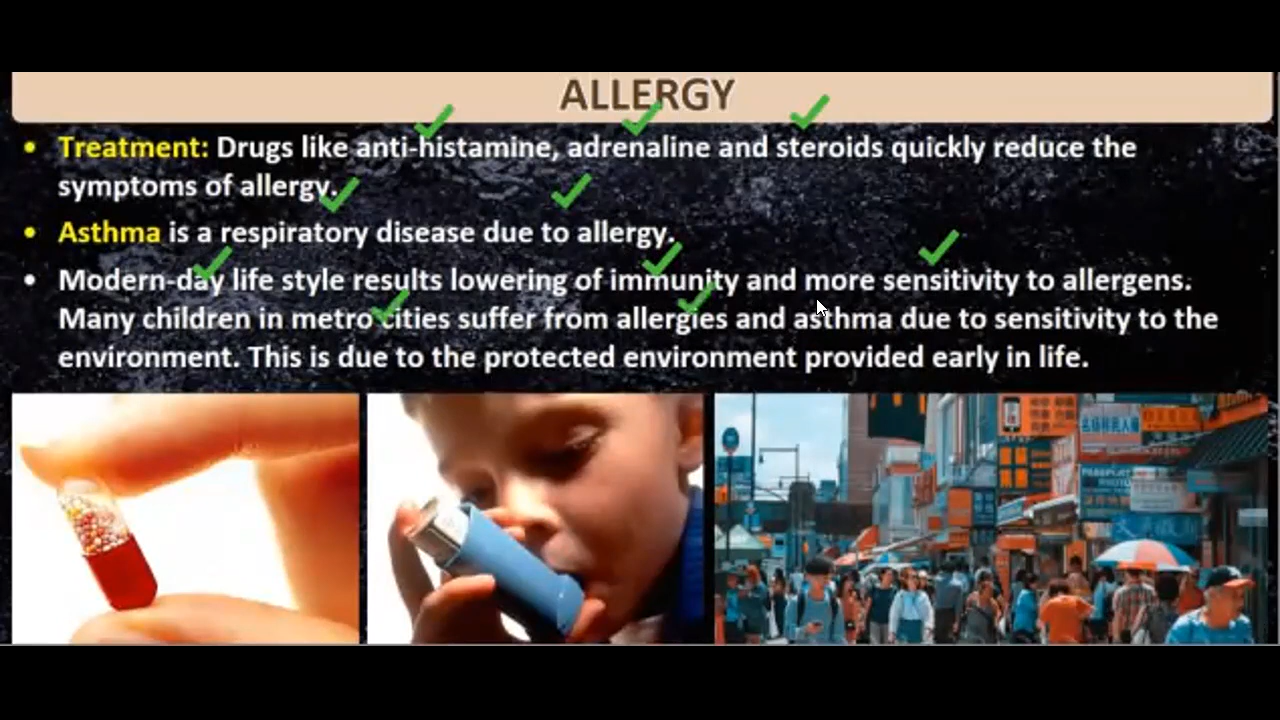 ALLERGY
• Treatment: Drugs like anti-histamine, adrenaline and steroids quickly reduce the
symptoms of allergy.
• Asthma is a respiratory disease due to allergy.
• Modern-day life style results lowering of immunity and more sensitivity to allergens.
Many children in metro cities suffer from allergies and asthma due to sensitivity to the
environment. This is due to the protected environment provided early in life.